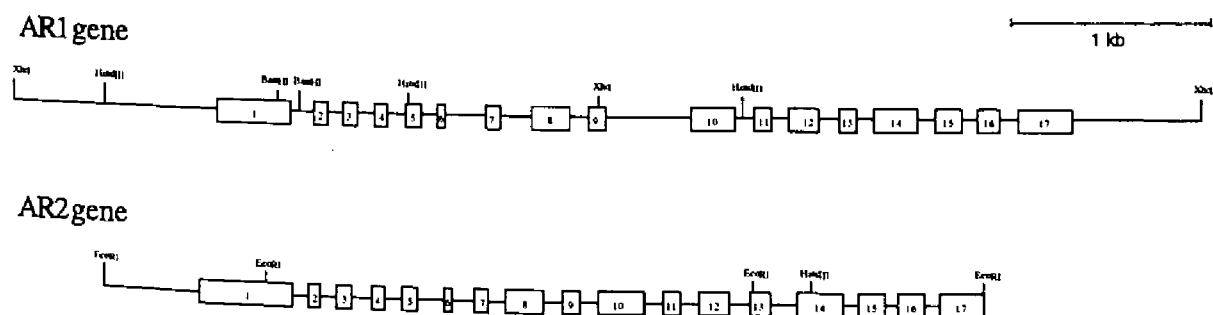 AR1 gene
1 kb
XhoI HindIII BamHI BamHI HindIII XhoI HindIII XhoI
1 2 3 4 5 6 7 8 9 10 11 12 13 14 15 16 17
AR2 gene
EcoRI EcoRI EcoRI HindIII EcoRI
1 2 3 4 5 6 7 8 9 10 11 12 13 14 15 16 17